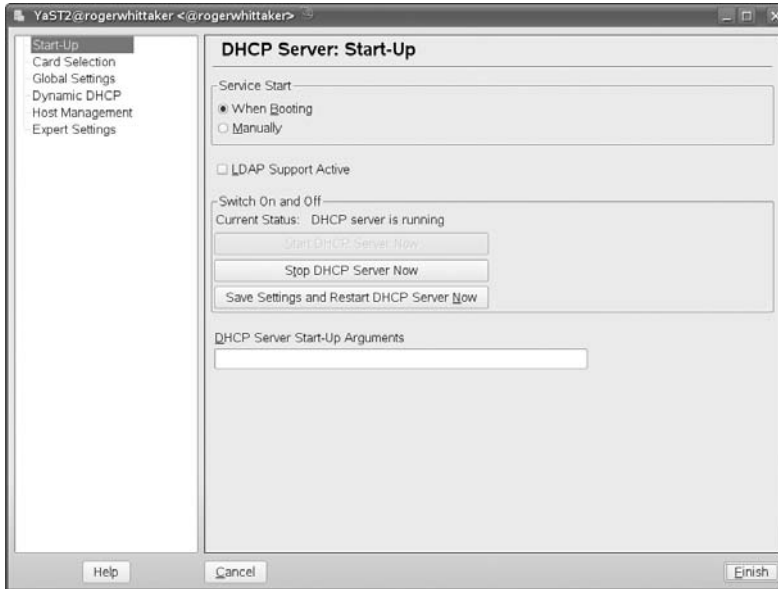 YaST2@rogerwhittaker <@rogerwhittaker>
Start-Up
Card Selection
Global Settings
Dynamic DHCP
Host Management
Expert Settings
DHCP Server: Start-Up
Service Start
When Booting
Manually
LDAP Support Active
Switch On and Off
Current Status: DHCP server is running
Start DHCP Server Now
Stop DHCP Server Now
Save Settings and Restart DHCP Server Now
DHCP Server Start-Up Arguments
Help
Cancel
Finish